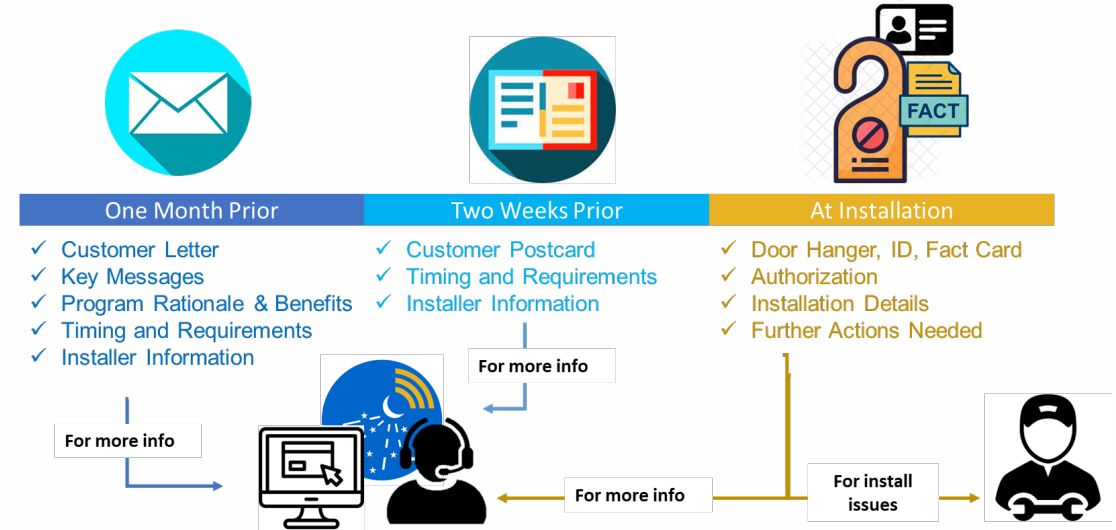 FACT
One Month Prior
Two Weeks Prior
At Installation
✓ Customer Letter
✓ Key Messages
✓ Program Rationale & Benefits
✓ Timing and Requirements
✓ Installer Information
✓ Customer Postcard
✓ Timing and Requirements
✓ Installer Information
✓ Door Hanger, ID, Fact Card
✓ Authorization
✓ Installation Details
✓ Further Actions Needed
For more info
For more info
For more info
For install
issues